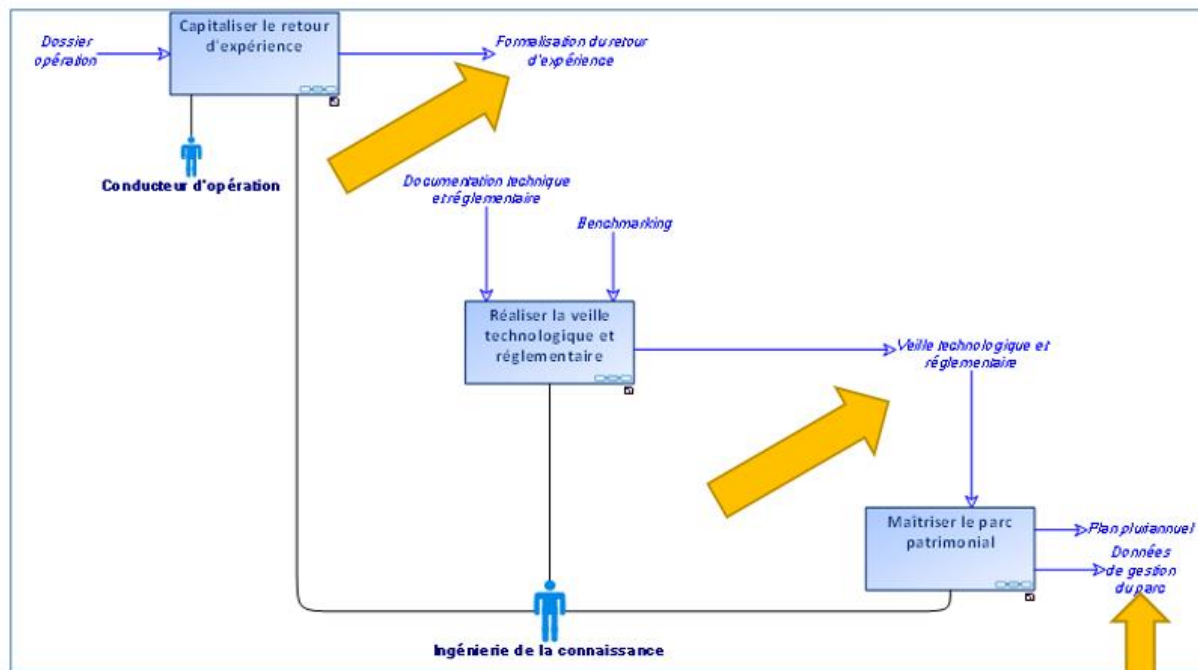 Capitaliser le retour
d'expérience
Dossier
opération
Formalisation du retour
d'expérience
Conducteur d'opération
Documentation technique
et réglementaire
Benchmarking
Réaliser la veille
technologique et
réglementaire
Veille technologique et
réglementaire
Maîtriser le parc
patrimonial
Plan pluriannuel
Données
de gestion
du parc
Ingénierie de la connaissance